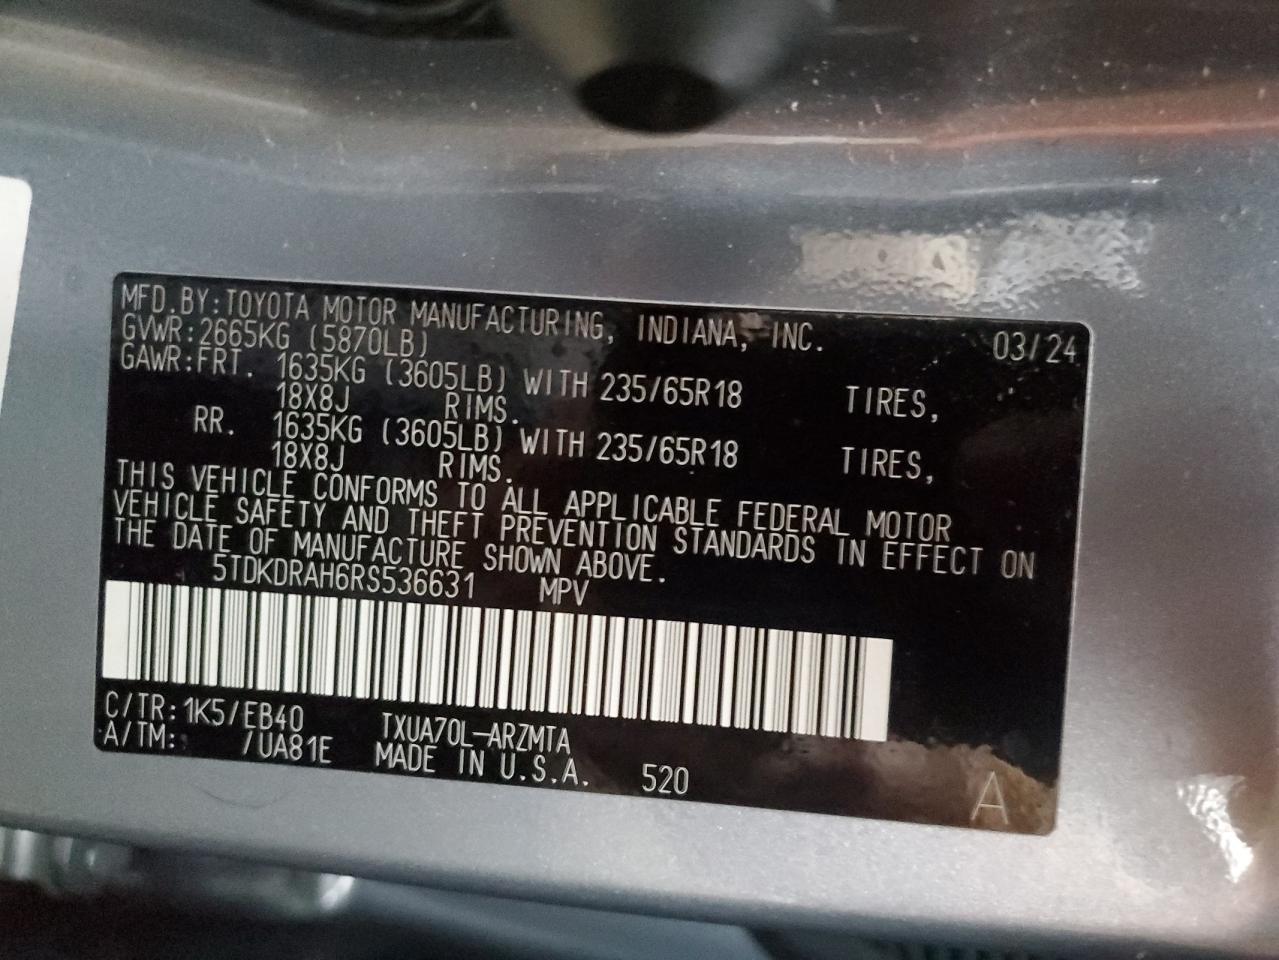 MFD.BY:TOYOTA MOTOR MANUFACTURING, INDIANA, INC. 03/24
GVWR:2665KG (5870LB)
GAWR:FRT. 1635KG (3605LB) WITH 235/65R18 TIRES,
18X8J RIMS.
RR. 1635KG (3605LB) WITH 235/65R18 TIRES,
18X8J RIMS.
THIS VEHICLE CONFORMS TO ALL APPLICABLE FEDERAL MOTOR
VEHICLE SAFETY AND THEFT PREVENTION STANDARDS IN EFFECT ON
THE DATE OF MANUFACTURE SHOWN ABOVE.
5TDKDRAH6RS536631 MPV
C/TR:1K5/EB40 TXUA70L-ARZMTA
A/TM: /UA81E MADE IN U.S.A. 520 A